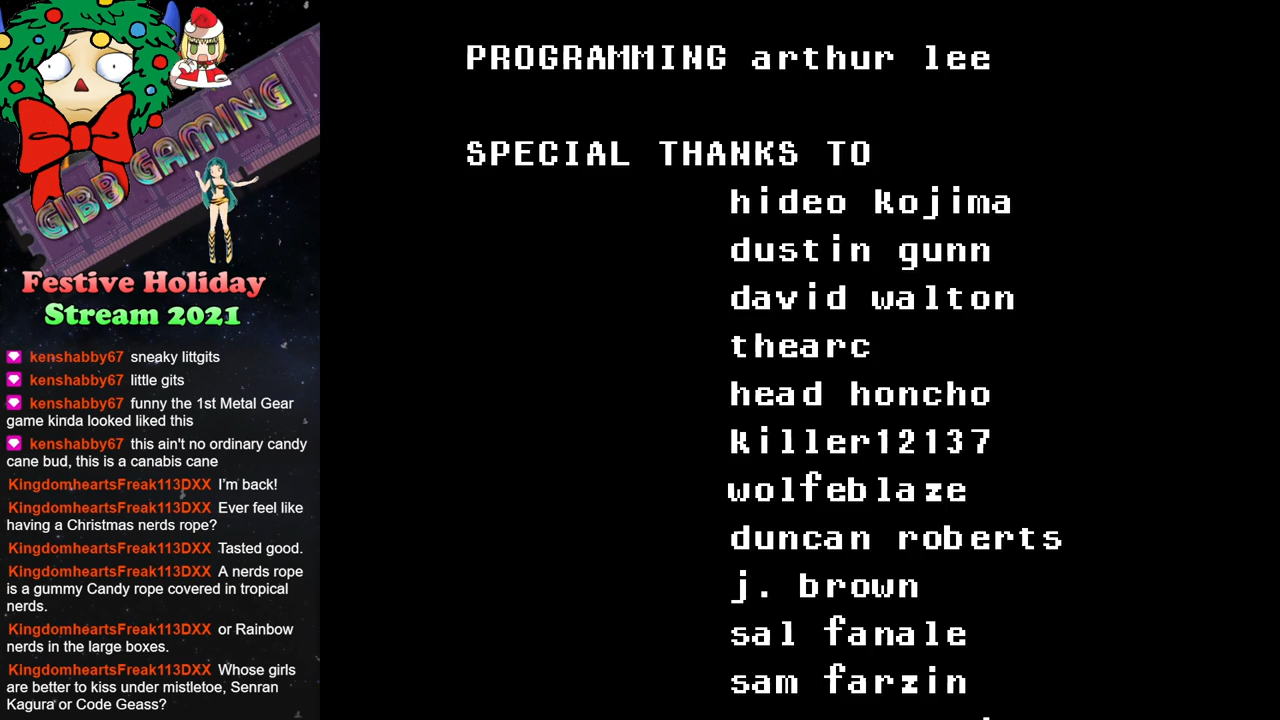 GIBB GAMING
Festive Holiday
Stream 2021
kenshabby67 sneaky littgits
kenshabby67 little gits
kenshabby67 funny the 1st Metal Gear
game kinda looked liked this
kenshabby67 this ain't no ordinary candy
cane bud, this is a canabis cane
KingdomheartsFreak113DXX I'm back!
KingdomheartsFreak113DXX Ever feel like
having a Christmas nerds rope?
KingdomheartsFreak113DXX Tasted good.
KingdomheartsFreak113DXX A nerds rope
is a gummy Candy rope covered in tropical
nerds.
KingdomheartsFreak113DXX or Rainbow
nerds in the large boxes.
KingdomheartsFreak113DXX Whose girls
are better to kiss under mistletoe, Senran
Kagura or Code Geass?
PROGRAMMING arthur lee
SPECIAL THANKS TO
hideo kojima
dustin gunn
david walton
thearc
head honcho
killer12137
wolfeblaze
duncan roberts
j. brown
sal fanale
sam farzin